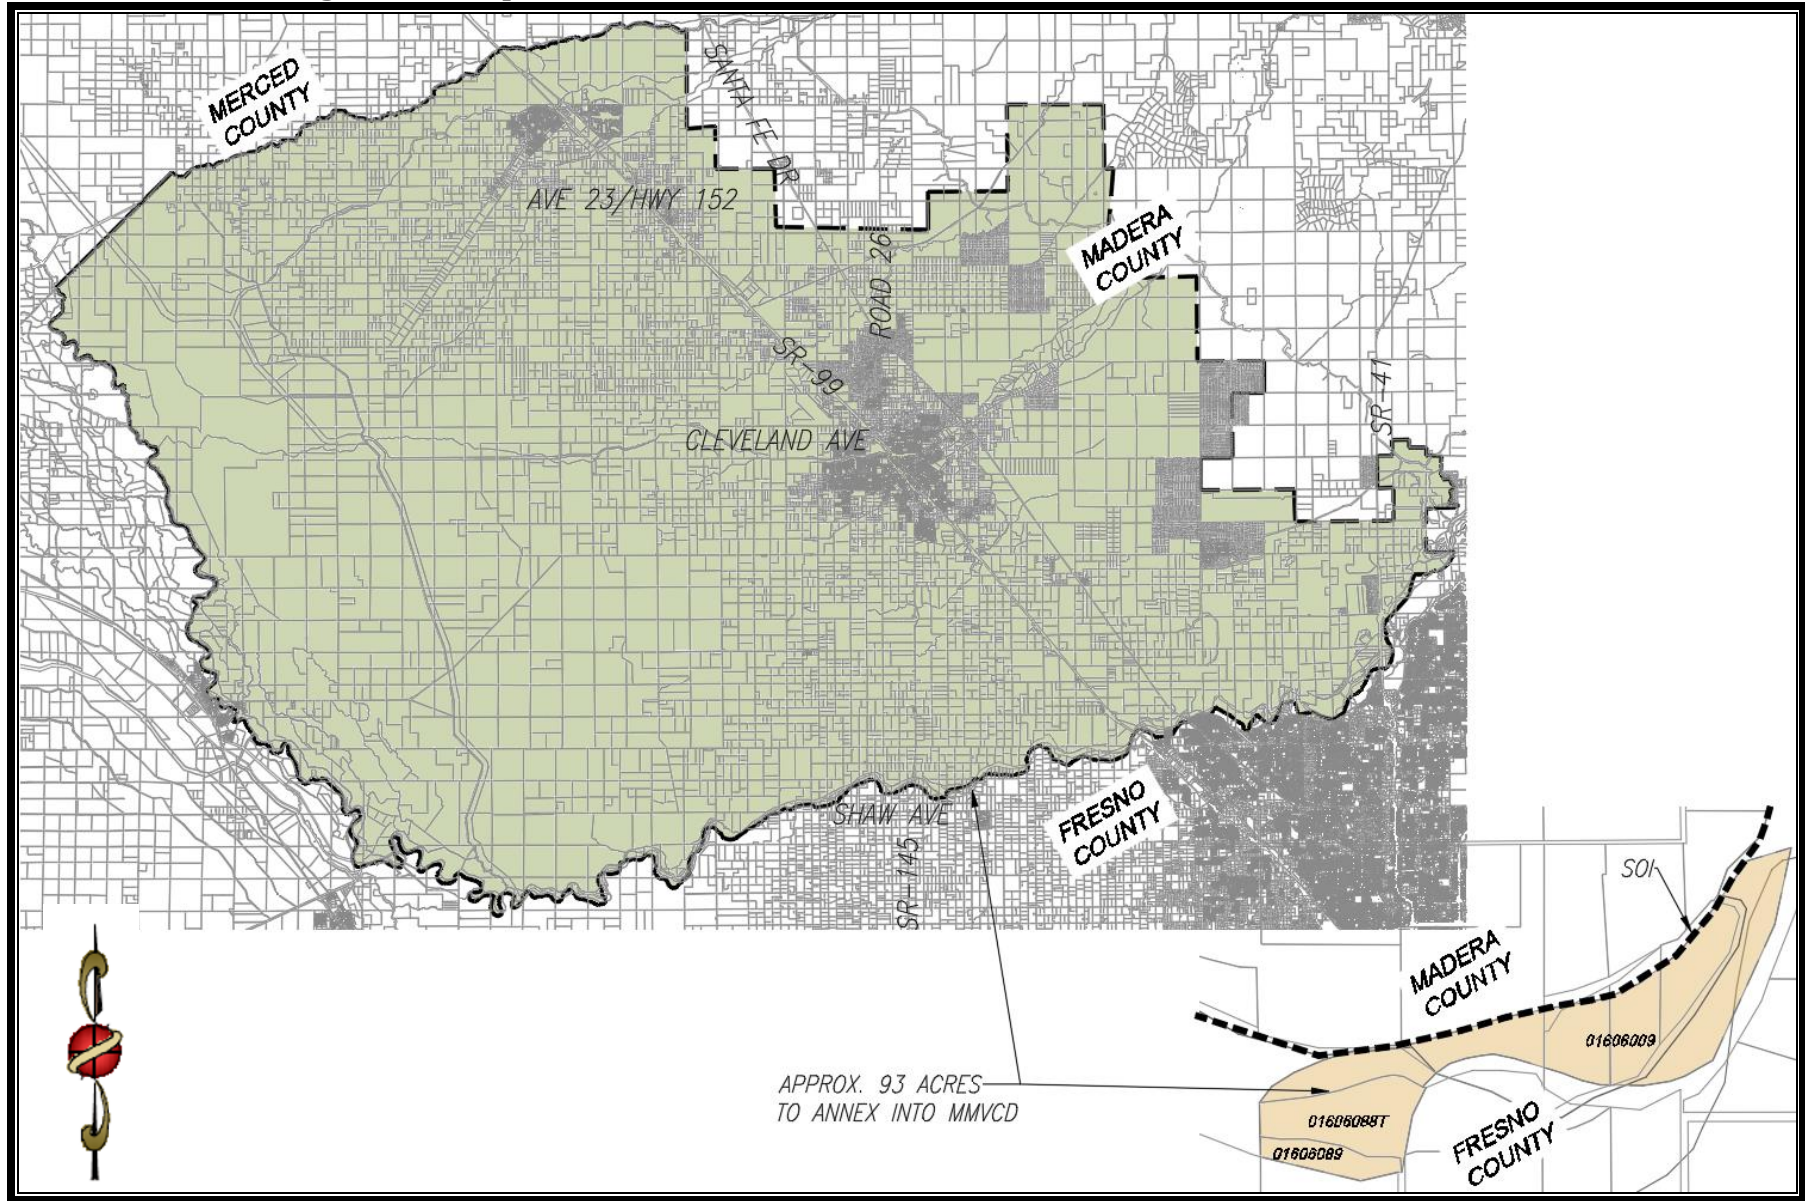 MERCED
COUNTY
SANTA FE DR
AVE 23/HWY 152
MADERA
COUNTY
ROAD 26
SR-99
SR-41
CLEVELAND AVE
SHAW AVE
FRESNO
COUNTY
SR-145
SOI
MADERA
COUNTY
01606009
APPROX. 93 ACRES
TO ANNEX INTO MMVCD
01606088T
01606089
FRESNO
COUNTY